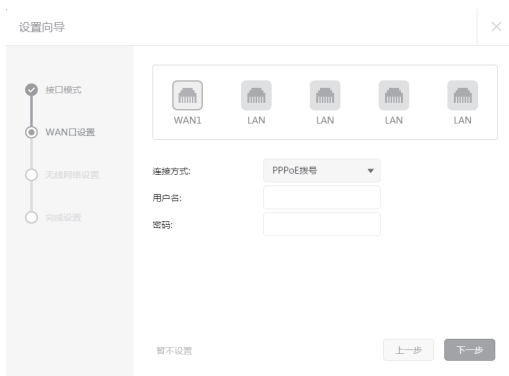 设置向导
接口模式
WAN口设置
无线网络设置
完成设置
WAN1 LAN LAN LAN LAN
连接方式: PPPoE拨号
用户名:
密码:
暂不设置 上一步 下一步